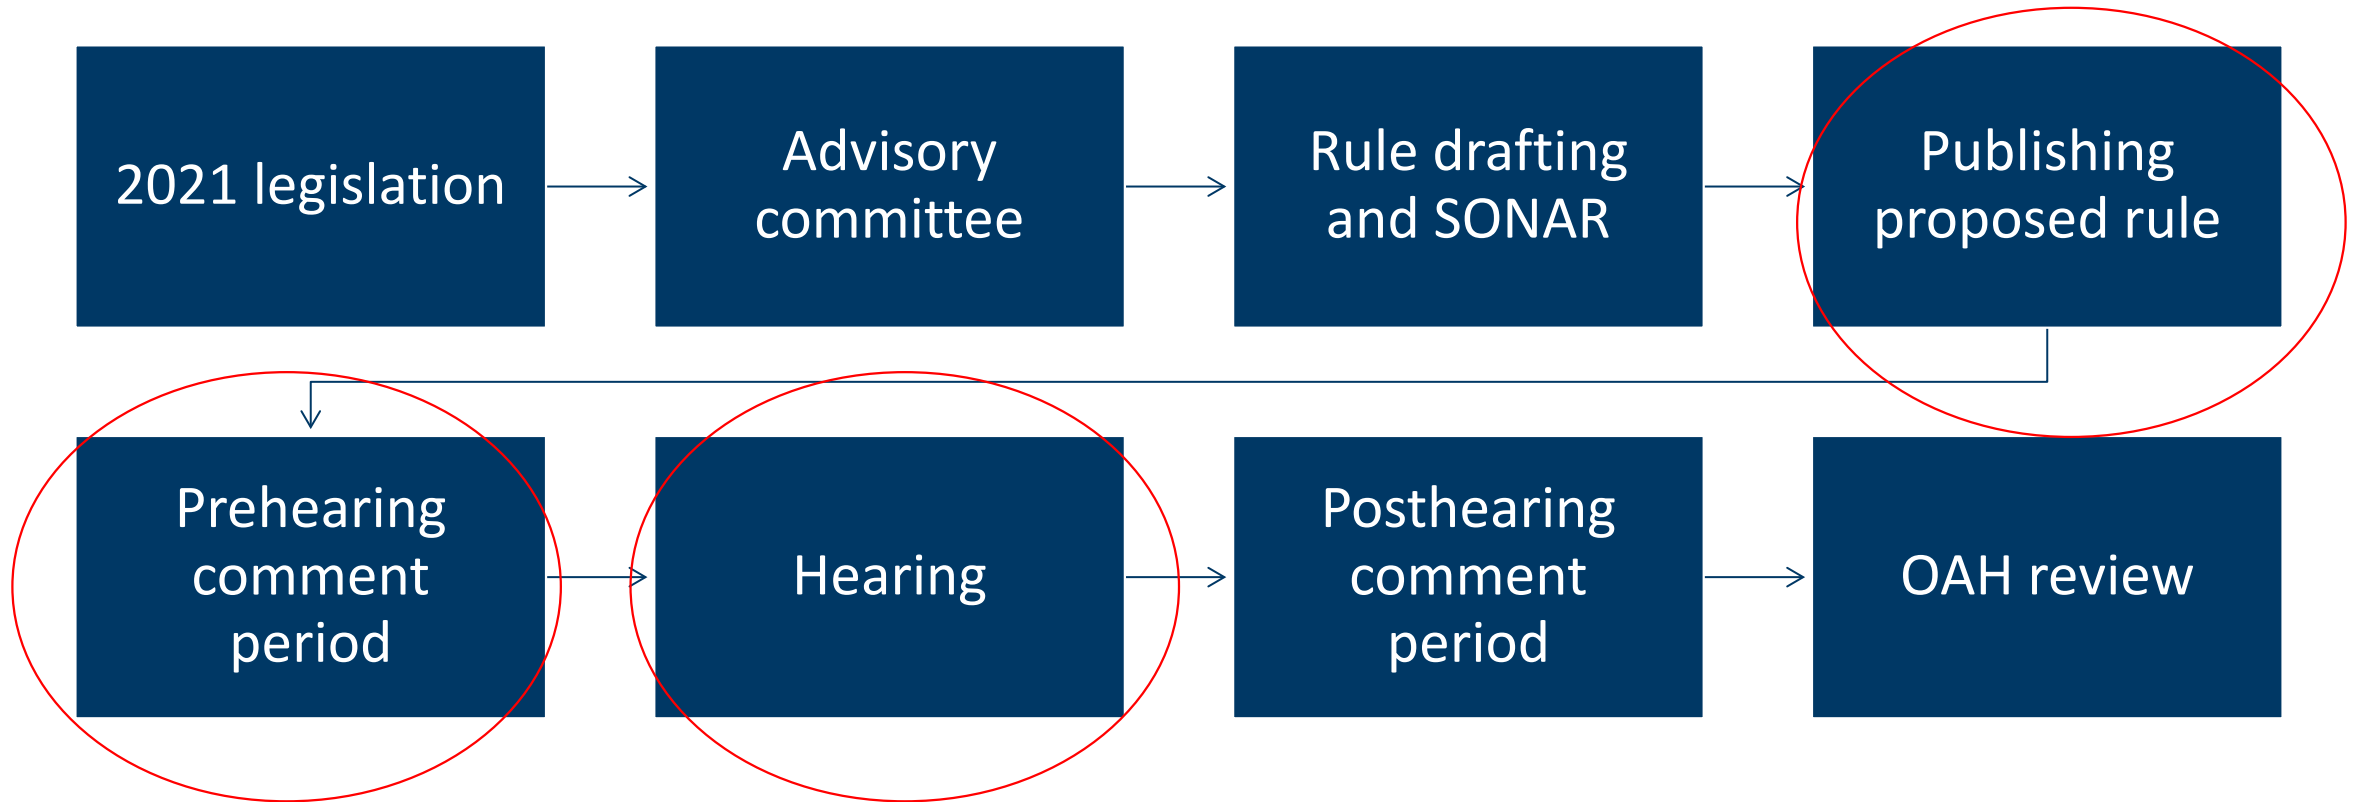 2021 legislation
Advisory
committee
Rule drafting
and SONAR
Publishing
proposed rule
Prehearing
comment
period
Hearing
Posthearing
comment
period
OAH review